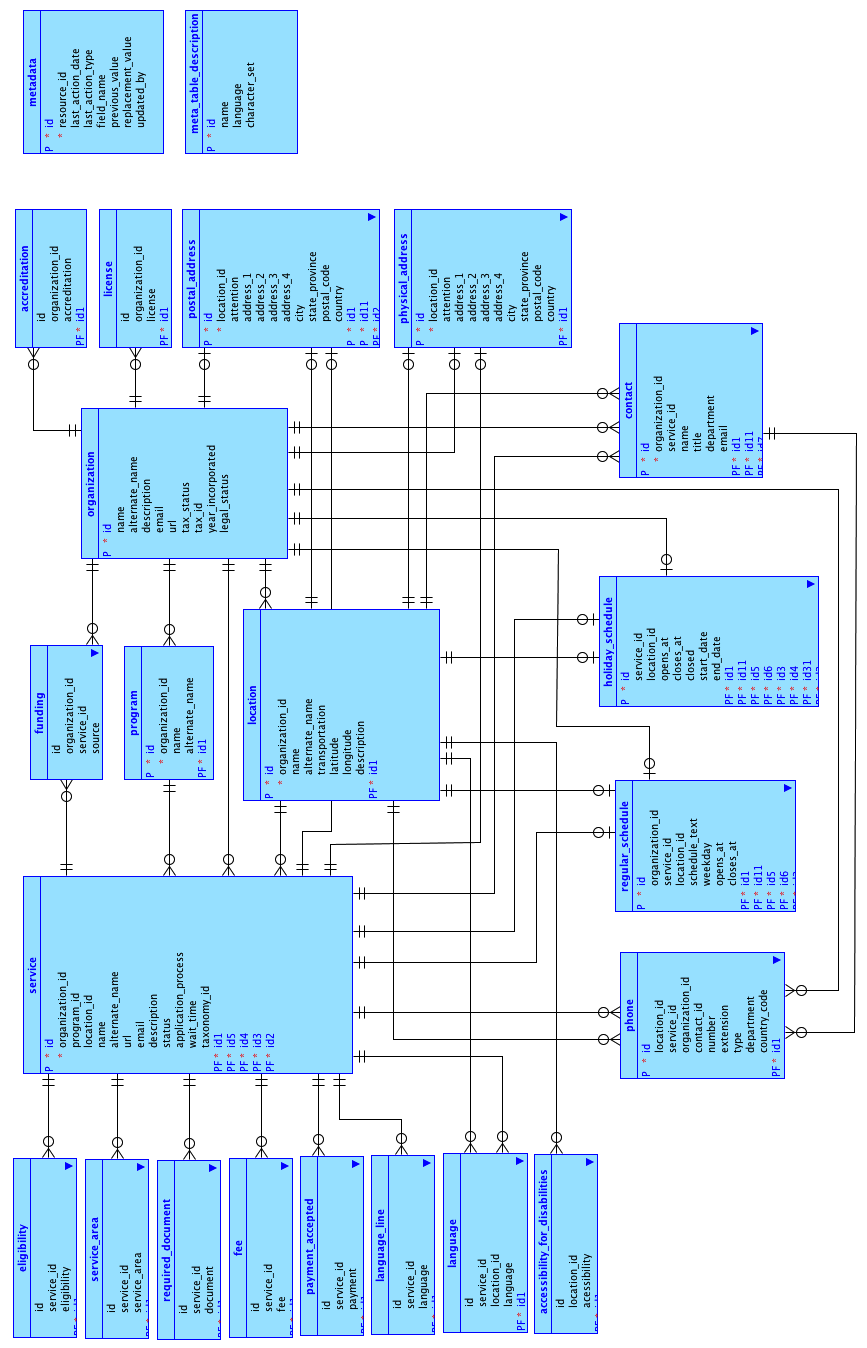 metadata
P * id
* resource_id
last_action_date
last_action_type
field_name
previous_value
replacement_value
updated_by
meta_table_description
P * id
name
language
character_set
accreditation
id
organization_id
accreditation
PF * id1
license
id
organization_id
license
PF * id1
postal_address
P * id
* location_id
attention
address_1
address_2
address_3
address_4
city
state_province
postal_code
country
P * id1
P * id11
PF * id2
physical_address
P * id
* location_id
attention
address_1
address_2
address_3
address_4
city
state_province
postal_code
country
PF * id1
organization
P * id
name
alternate_name
description
email
url
tax_status
tax_id
year_incorporated
legal_status
contact
P * id
* organization_id
service_id
name
title
department
email
PF * id1
PF * id11
funding
id
organization_id
service_id
source
program
P * id
* organization_id
name
alternate_name
PF * id1
location
P * id
* organization_id
name
alternate_name
transportation
latitude
longitude
description
PF * id1
holiday_schedule
P * id
service_id
location_id
opens_at
closes_at
closed
start_date
end_date
PF * id1
PF * id11
PF * id5
PF * id6
PF * id3
PF * id4
PF * id31
regular_schedule
P * id
organization_id
service_id
location_id
schedule_text
weekday
opens_at
closes_at
PF * id1
PF * id11
PF * id5
PF * id6
service
P * id
* organization_id
program_id
location_id
name
alternate_name
url
email
description
status
application_process
wait_time
taxonomy_id
PF * id1
PF * id5
PF * id4
PF * id3
PF * id2
phone
P * id
location_id
service_id
organization_id
contact_id
number
extension
type
department
country_code
PF * id1
eligibility
id
service_id
eligibility
service_area
id
service_id
service_area
required_document
id
service_id
document
PF * id1
fee
id
service_id
fee
payment_accepted
id
service_id
payment
language_line
id
service_id
language
language
id
service_id
location_id
language
PF * id1
accessibility_for_disabilities
id
location_id
acessibility